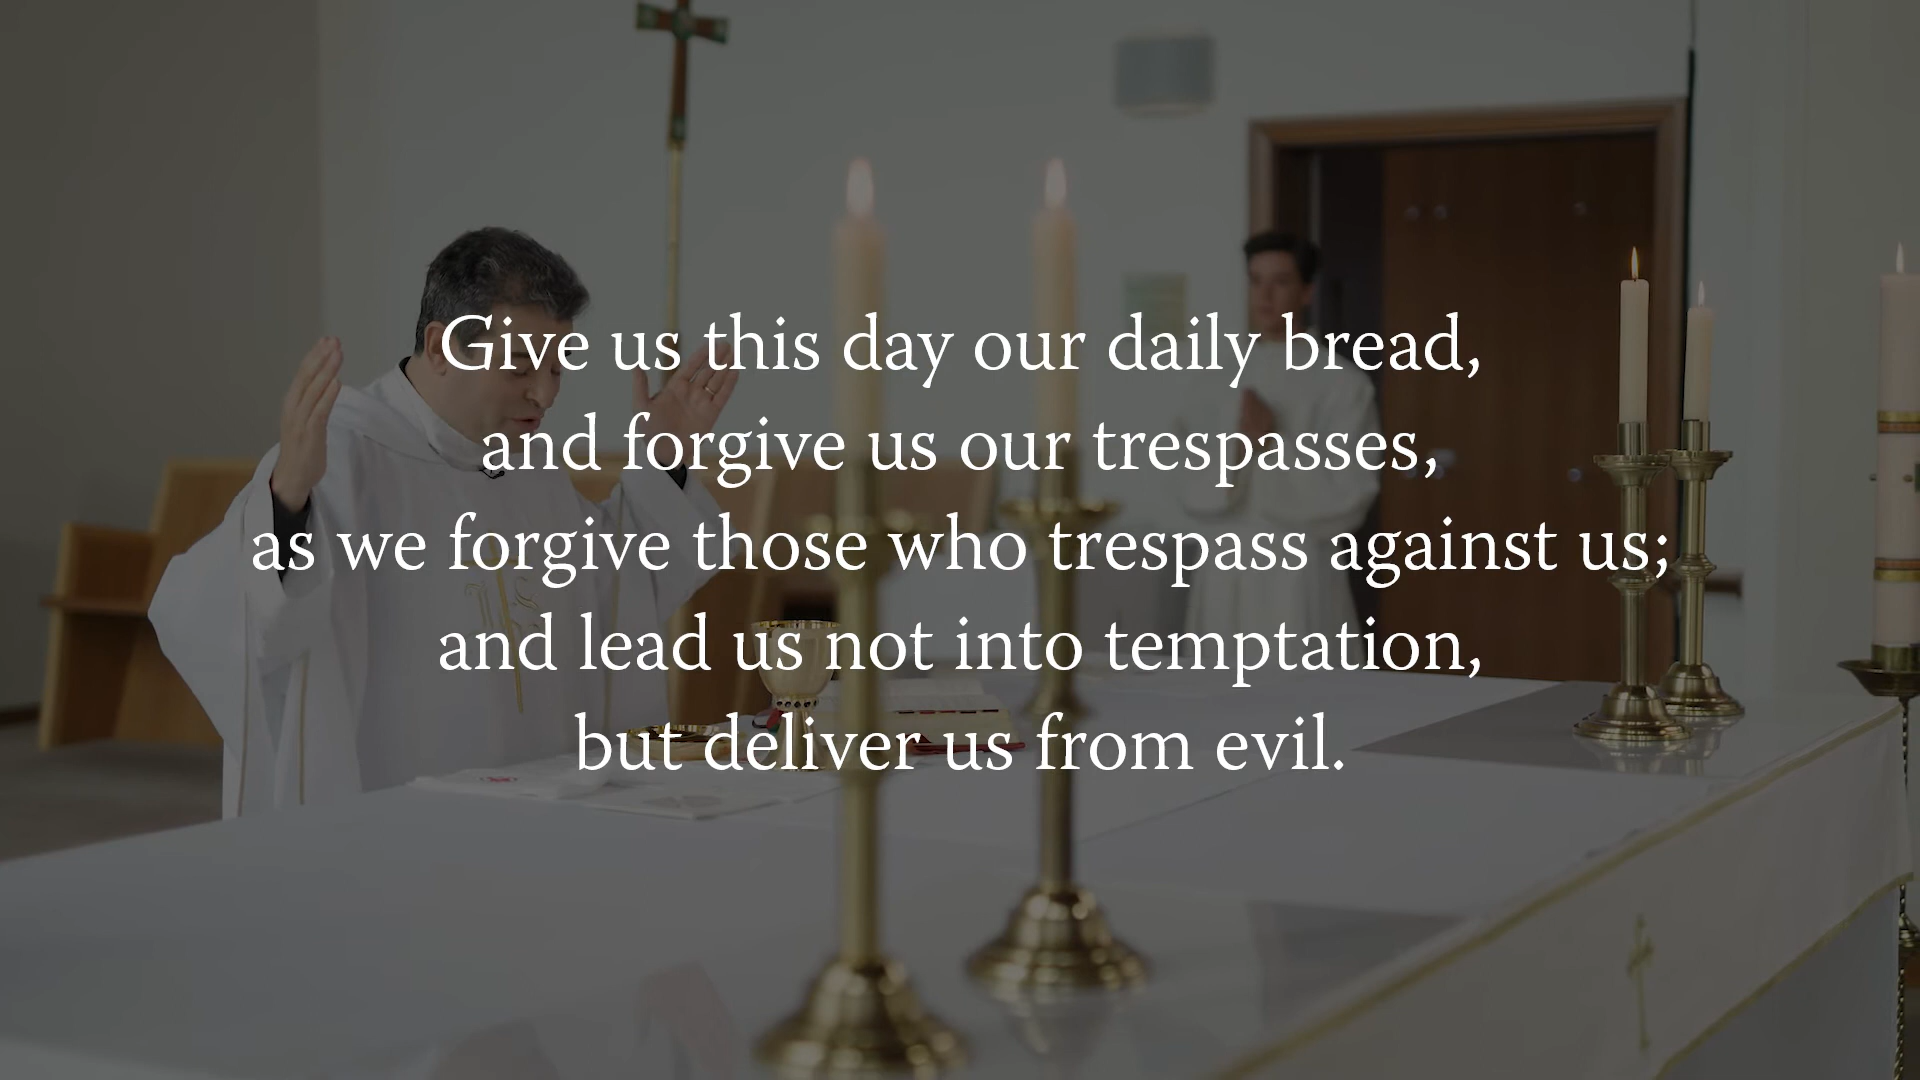 Give us this day our daily bread,
and forgive us our trespasses,
as we forgive those who trespass against us;
and lead us not into temptation,
but deliver us from evil.